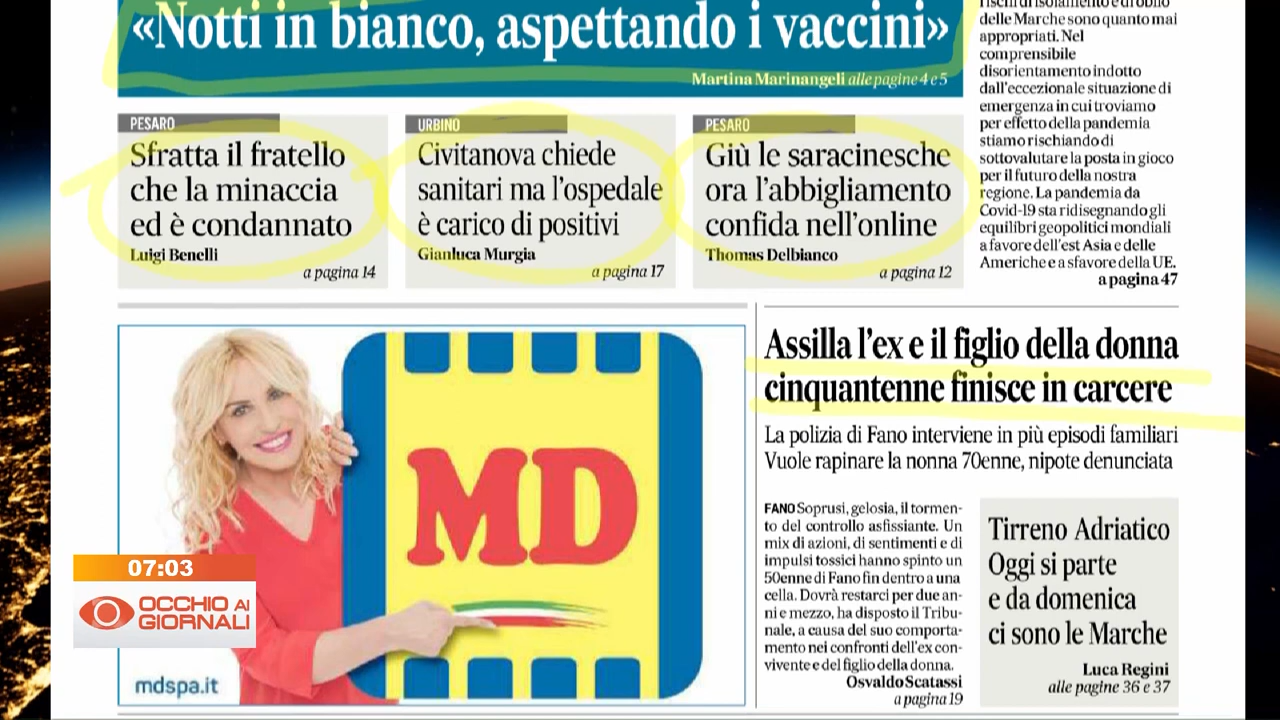 «Notti in bianco, aspettando i vaccini»
Martina Marinangeli alle pagine 4 e 5
PESARO
Sfratta il fratello
che la minaccia
ed è condannato
Luigi Benelli
a pagina 14
URBINO
Civitanova chiede
sanitari ma l'ospedale
è carico di positivi
Gianluca Murgia
a pagina 17
PESARO
Giù le saracinesche
ora l'abbigliamento
confida nell'online
Thomas Delbianco
a pagina 12
delle Marche sono quanto mai
appropriati. Nel
comprensibile
disorientamento indotto
dall'eccezionale situazione di
emergenza in cui troviamo
per effetto della pandemia
stiamo rischiando di
sottovalutare la posta in gioco
per il futuro della nostra
regione. La pandemia da
Covid-19 sta ridisegnando gli
equilibri geopolitici mondiali
a favore dell'est Asia e delle
Americhe e a sfavore della UE.
a pagina 47
MD
mdspa.it
07:03
OCCHIO AI
GIORNALI
Assilla l'ex e il figlio della donna
cinquantenne finisce in carcere
La polizia di Fano interviene in più episodi familiari
Vuole rapinare la nonna 70enne, nipote denunciata
FANO Soprusi, gelosia, il tormen-
to del controllo asfissiante. Un
mix di azioni, di sentimenti e di
impulsi tossici hanno spinto un
50enne di Fano fin dentro a una
cella. Dovrà restarci per due an-
ni e mezzo, ha disposto il Tribu-
nale, a causa del suo comporta-
mento nei confronti dell'ex con-
vivente e del figlio della donna.
Osvaldo Scatassi
a pagina 19
Tirreno Adriatico
Oggi si parte
e da domenica
ci sono le Marche
Luca Regini
alle pagine 36 e 37